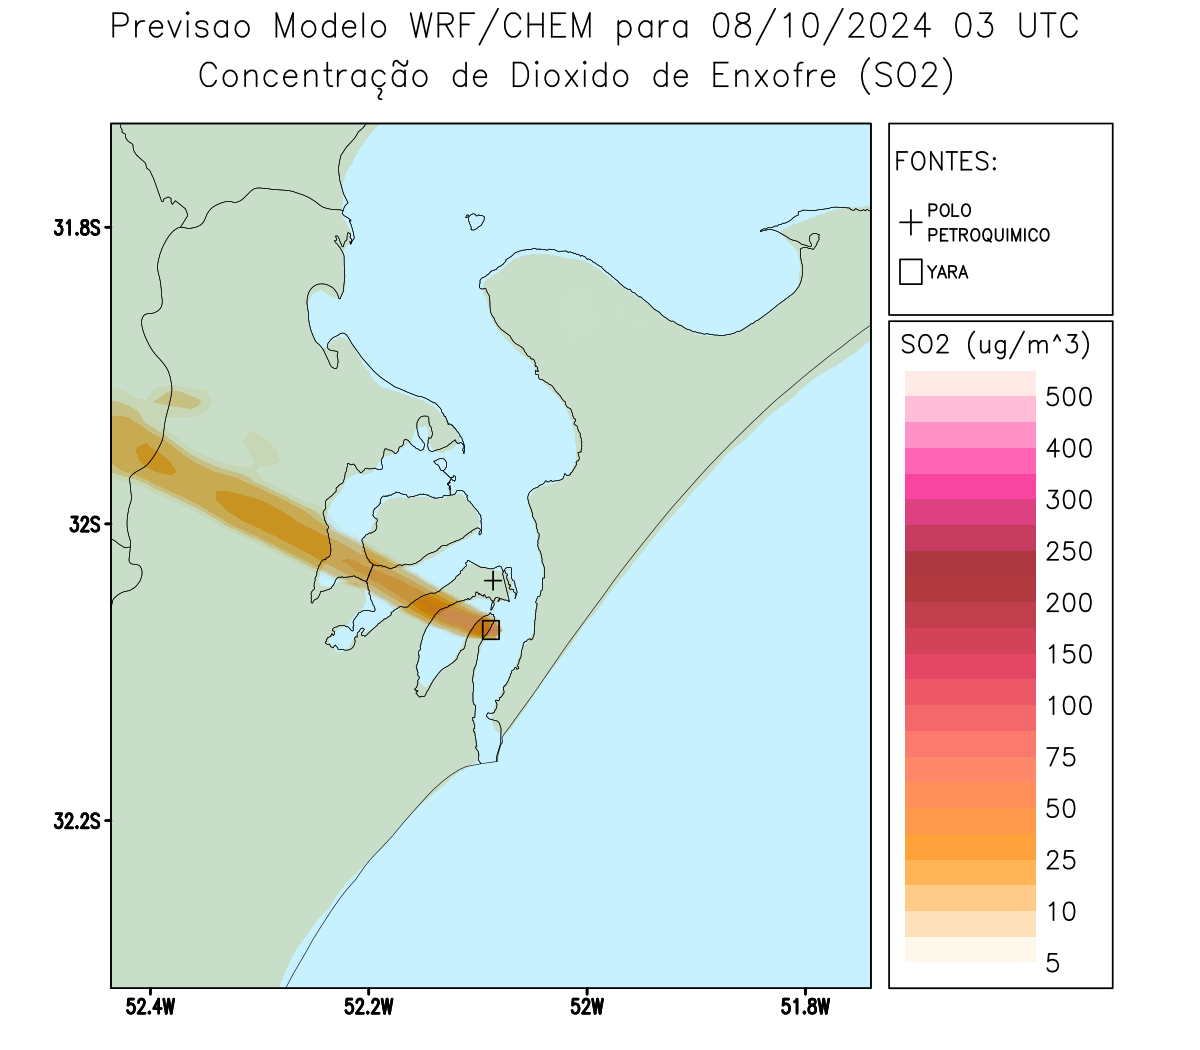 Previsao Modelo WRF/CHEM para 08/10/2024 03 UTC
Concentração de Dioxido de Enxofre (SO2)
FONTES:
POLO
PETROQUIMICO
YARA
SO2 (ug/m^3)
500
400
300
250
200
150
100
75
50
25
10
5
31.8S
32S
32.2S
52.4W
52.2W
52W
51.8W